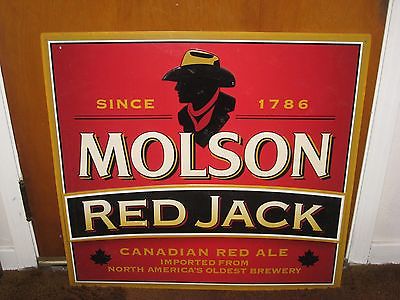 SINCE 1786
MOLSON
RED JACK
CANADIAN RED ALE
IMPORTED FROM
NORTH AMERICA'S OLDEST BREWERY